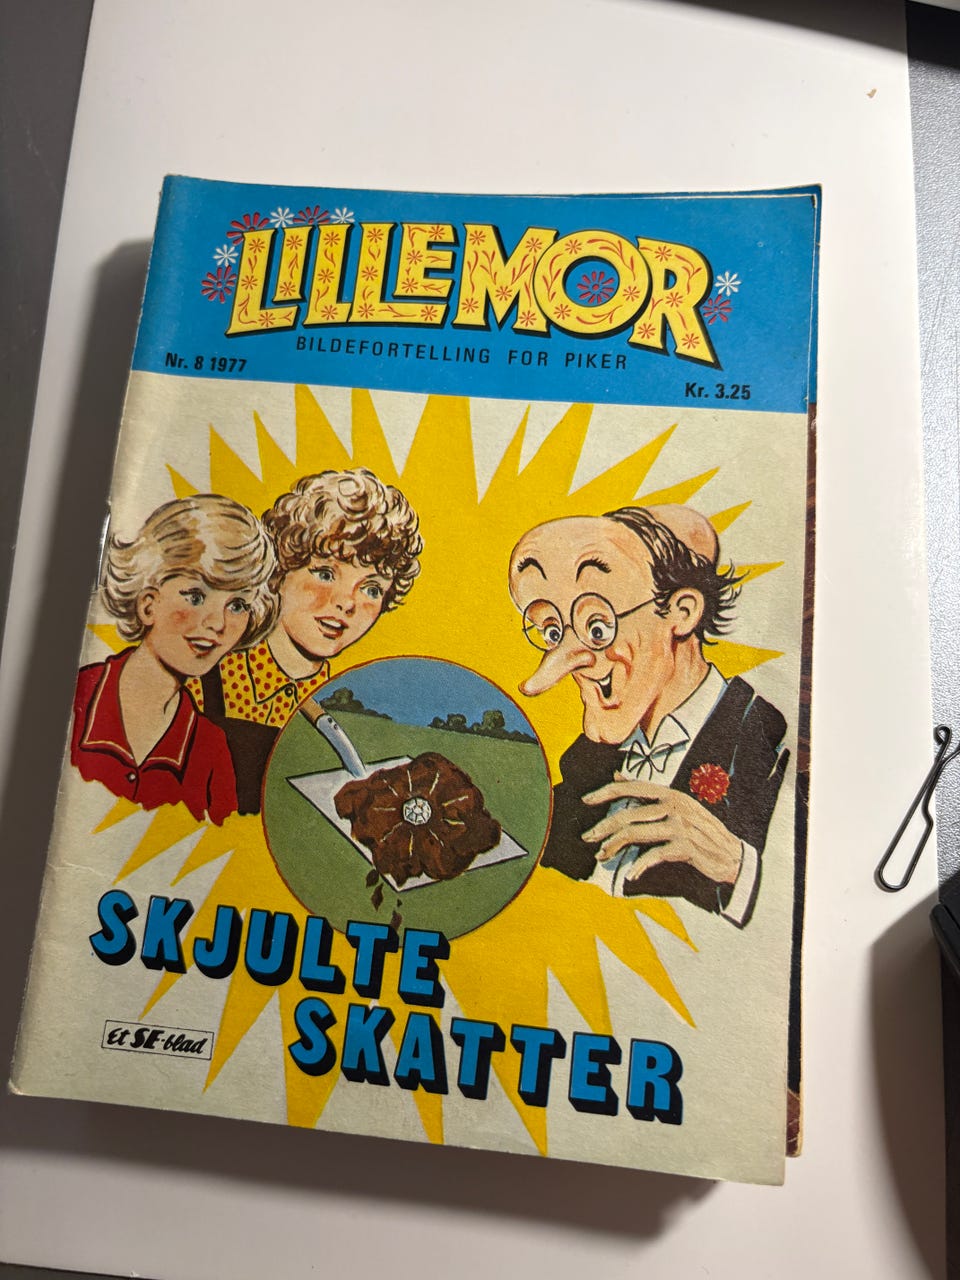 LILLEMOR
BILDEFORTELLING FOR PIKER
Nr. 8 1977
Kr. 3.25
SKJULTE
SKATTER
Et SE-blad